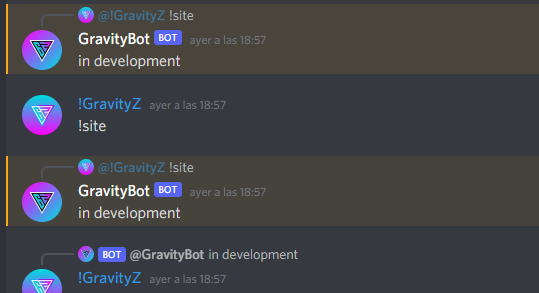 @!GravityZ !site
GravityBot BOT ayer a las 18:57
in development
!GravityZ ayer a las 18:57
!site
@!GravityZ !site
GravityBot BOT ayer a las 18:57
in development
BOT @GravityBot in development
!GravityZ ayer a las 18:57